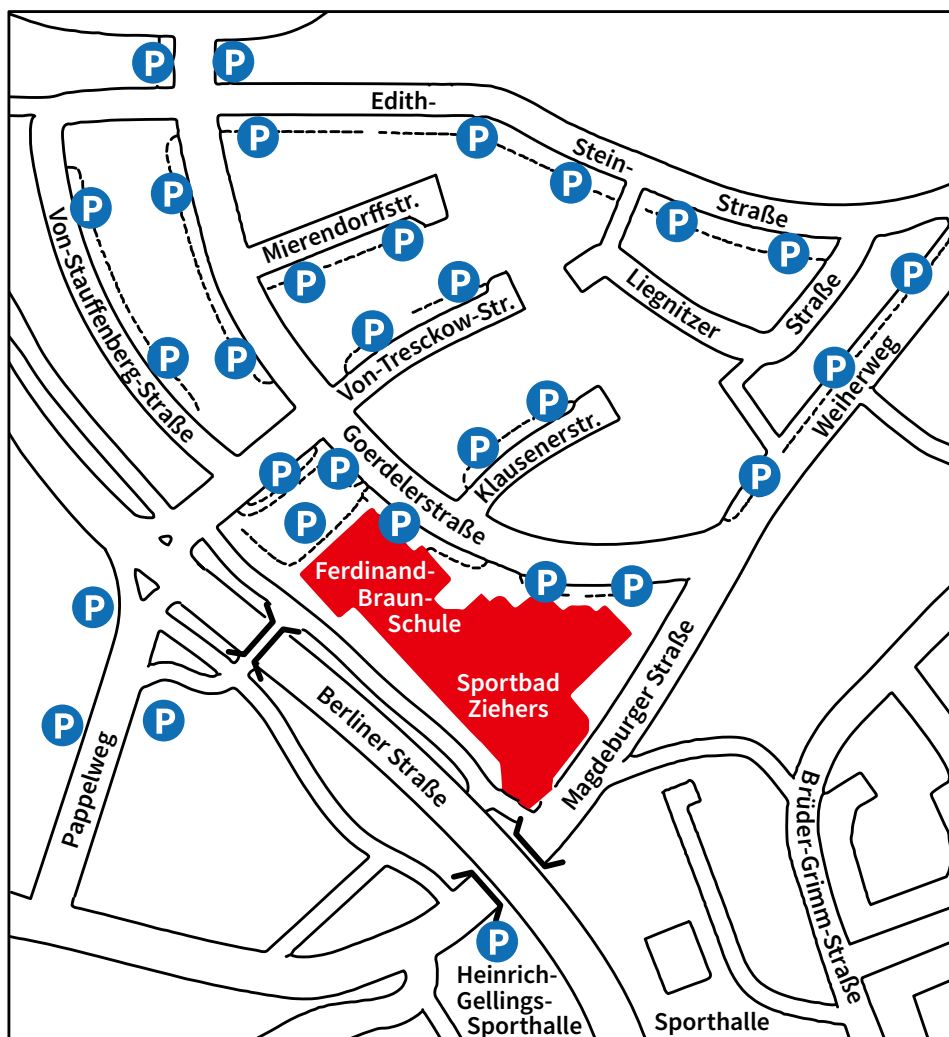 P
P
Edith-
P
P
Stein-
P
Straße
P
P
P
P
Von-Stauffenberg-Straße
Mierendorffstr.
P
P
P
P
Von-Tresckow-Str.
P
P
P
Liegnitzer
Straße
P
P
Weiherweg
P
P
Klausenerstr.
P
Goerdelerstraße
P
P
P
P
P
P
Ferdinand-
Braun-
Schule
Sportbad
Ziehers
Magdeburger Straße
Berliner Straße
P
P
P
Pappelweg
Brüder-Grimm-Straße
P
Heinrich-
Gellings-
Sporthalle
Sporthalle